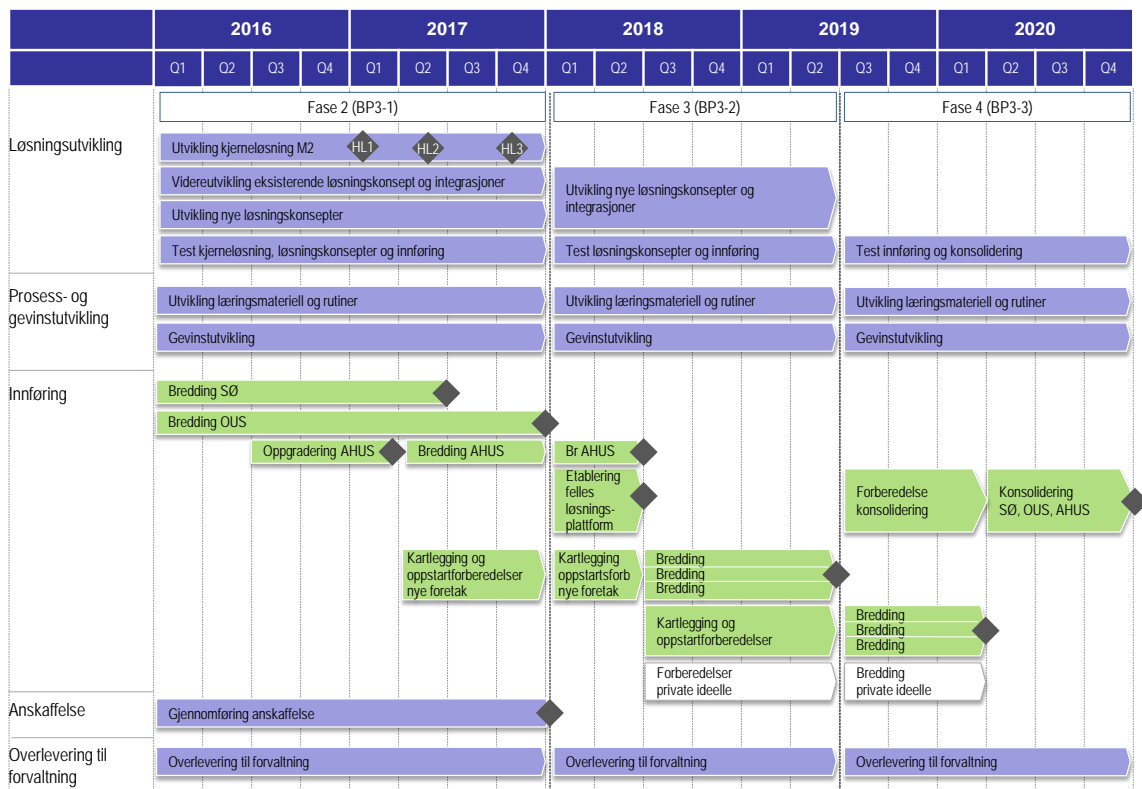 2016 2017 2018 2019 2020
Q1 Q2 Q3 Q4 Q1 Q2 Q3 Q4 Q1 Q2 Q3 Q4 Q1 Q2 Q3 Q4 Q1 Q4
Fase 2 (BP3-1) Fase 3 (BP3-2) Fase 4 (BP3-3)
Løsningsutvikling
Utvikling kjerneløsning M2 HL1 HL2 HL3
Videreutvikling eksisterende løsningskonsept og integrasjoner
Utvikling nye løsningskonsepter
Utvikling nye løsningskonsepter og
integrasjoner
Test kjerneløsning, løsningskonsepter og innføring
Test løsningskonsepter og innføring
Test innføring og konsolidering
Prosess- og
gevinstutvikling
Utvikling læringsmateriell og rutiner
Utvikling læringsmateriell og rutiner
Utvikling læringsmateriell og rutiner
Gevinstutvikling
Gevinstutvikling
Gevinstutvikling
Innføring
Bredding SØ
Bredding OUS
Oppgradering AHUS
Bredding AHUS
Br AHUS
Etablering
felles
løsnings-
plattform
Forberedelse
konsolidering
Konsolidering
SØ, OUS, AHUS
Kartlegging og
oppstartforberedelser
nye foretak
Kartlegging
oppstartsforb
nye foretak
Bredding
Bredding
Bredding
Kartlegging og
oppstartforberedelser
Bredding
Bredding
Bredding
Forberedelser
private ideelle
Bredding
private ideelle
Anskaffelse
Gjennomføring anskaffelse
Overlevering til
forvaltning
Overlevering til forvaltning
Overlevering til forvaltning
Overlevering til forvaltning